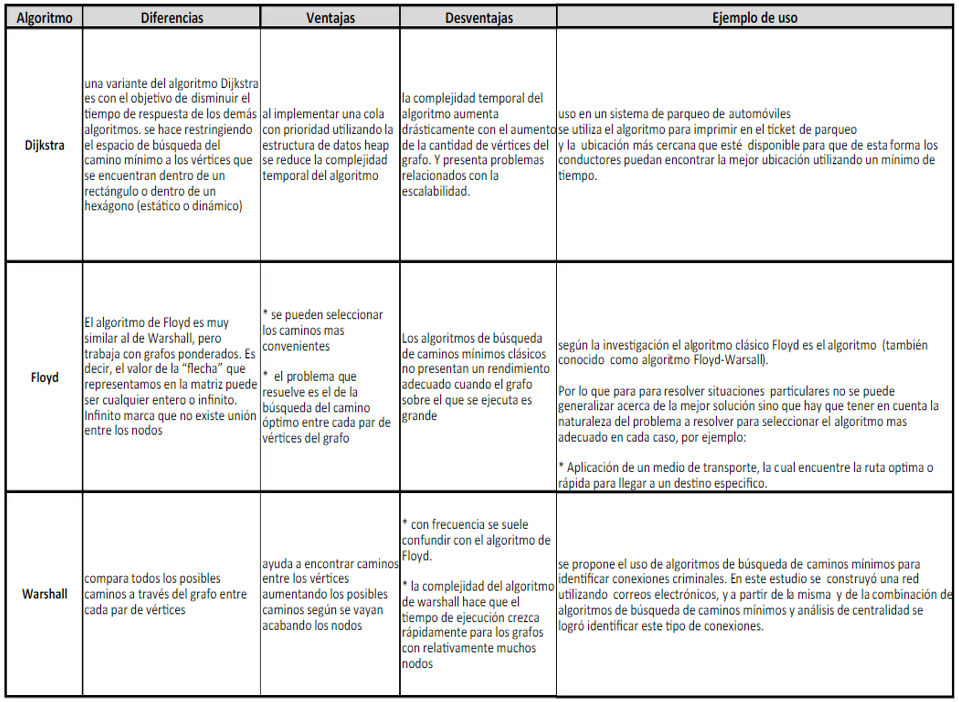 Algoritmo Diferencias Ventajas Desventajas Ejemplo de uso
Dijkstra
una variante del algoritmo Dijkstra
es con el objetivo de disminuir el
tiempo de respuesta de los demás
algoritmos. se hace restringiendo
el espacio de búsqueda del
camino mínimo a los vértices que
se encuentran dentro de un
rectángulo o dentro de un
hexágono (estático o dinámico)
al implementar una cola
con prioridad utilizando la
estructura de datos heap
se reduce la complejidad
temporal del algoritmo
la complejidad temporal del
algoritmo aumenta
drásticamente con el aumento
de la cantidad de vértices del
grafo. Y presenta problemas
relacionados con la
escalabilidad.
uso en un sistema de parqueo de automóviles
se utiliza el algoritmo para imprimir en el ticket de parqueo
y la ubicación más cercana que esté disponible para que de esta forma los
conductores puedan encontrar la mejor ubicación utilizando un mínimo de
tiempo.
Floyd
El algoritmo de Floyd es muy
similar al de Warshall, pero
trabaja con grafos ponderados. Es
decir, el valor de la “flecha” que
representamos en la matriz puede
ser cualquier entero o infinito.
Infinito marca que no existe unión
entre los nodos
* se pueden seleccionar
los caminos mas
convenientes
* el problema que
resuelve es el de la
búsqueda del camino
óptimo entre cada par de
vértices del grafo
Los algoritmos de búsqueda
de caminos mínimos clásicos
no presentan un rendimiento
adecuado cuando el grafo
sobre el que se ejecuta es
grande
según la investigación el algoritmo clásico Floyd es el algoritmo (también
conocido como algoritmo Floyd-Warsall).
Por lo que para para resolver situaciones particulares no se puede
generalizar acerca de la mejor solución sino que hay que tener en cuenta la
naturaleza del problema a resolver para seleccionar el algoritmo mas
adecuado en cada caso, por ejemplo:
* Aplicación de un medio de transporte, la cual encuentre la ruta optima o
rápida para llegar a un destino especifico.
Warshall
compara todos los posibles
caminos a través del grafo entre
cada par de vértices
ayuda a encontrar caminos
entre los vértices
aumentando los posibles
caminos según se vayan
acabando los nodos
* con frecuencia se suele
confundir con el algoritmo de
Floyd.
* la complejidad del algoritmo
de warshall hace que el
tiempo de ejecución crezca
rápidamente para los grafos
con relativamente muchos
nodos
se propone el uso de algoritmos de búsqueda de caminos mínimos para
identificar conexiones criminales. En este estudio se construyó una red
utilizando correos electrónicos, y a partir de la misma y de la combinación de
algoritmos de búsqueda de caminos mínimos y análisis de centralidad se
logró identificar este tipo de conexiones.